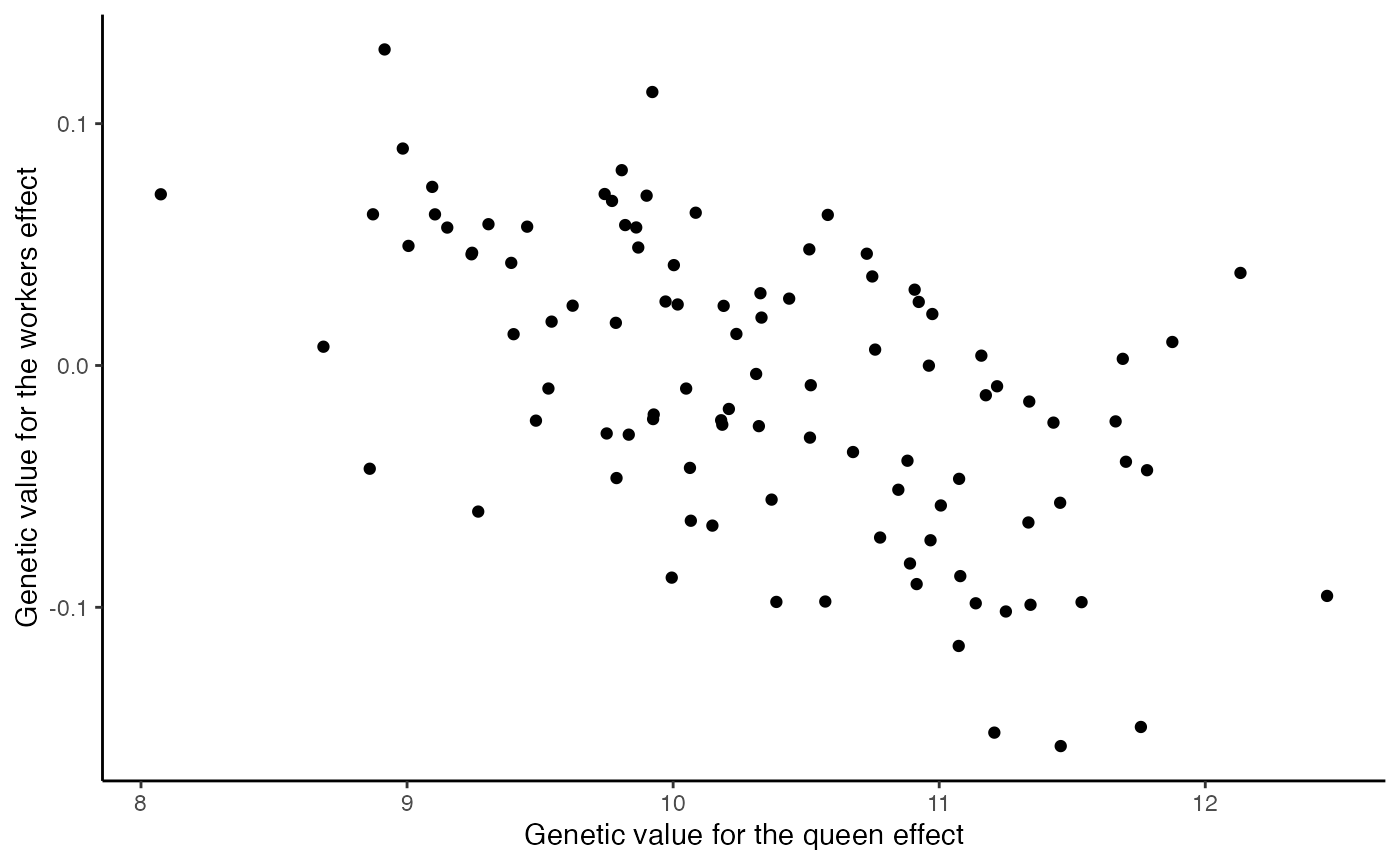 Genetic value for the workers effect
0.1
0.0
-0.1
8 9 10 11 12
Genetic value for the queen effect